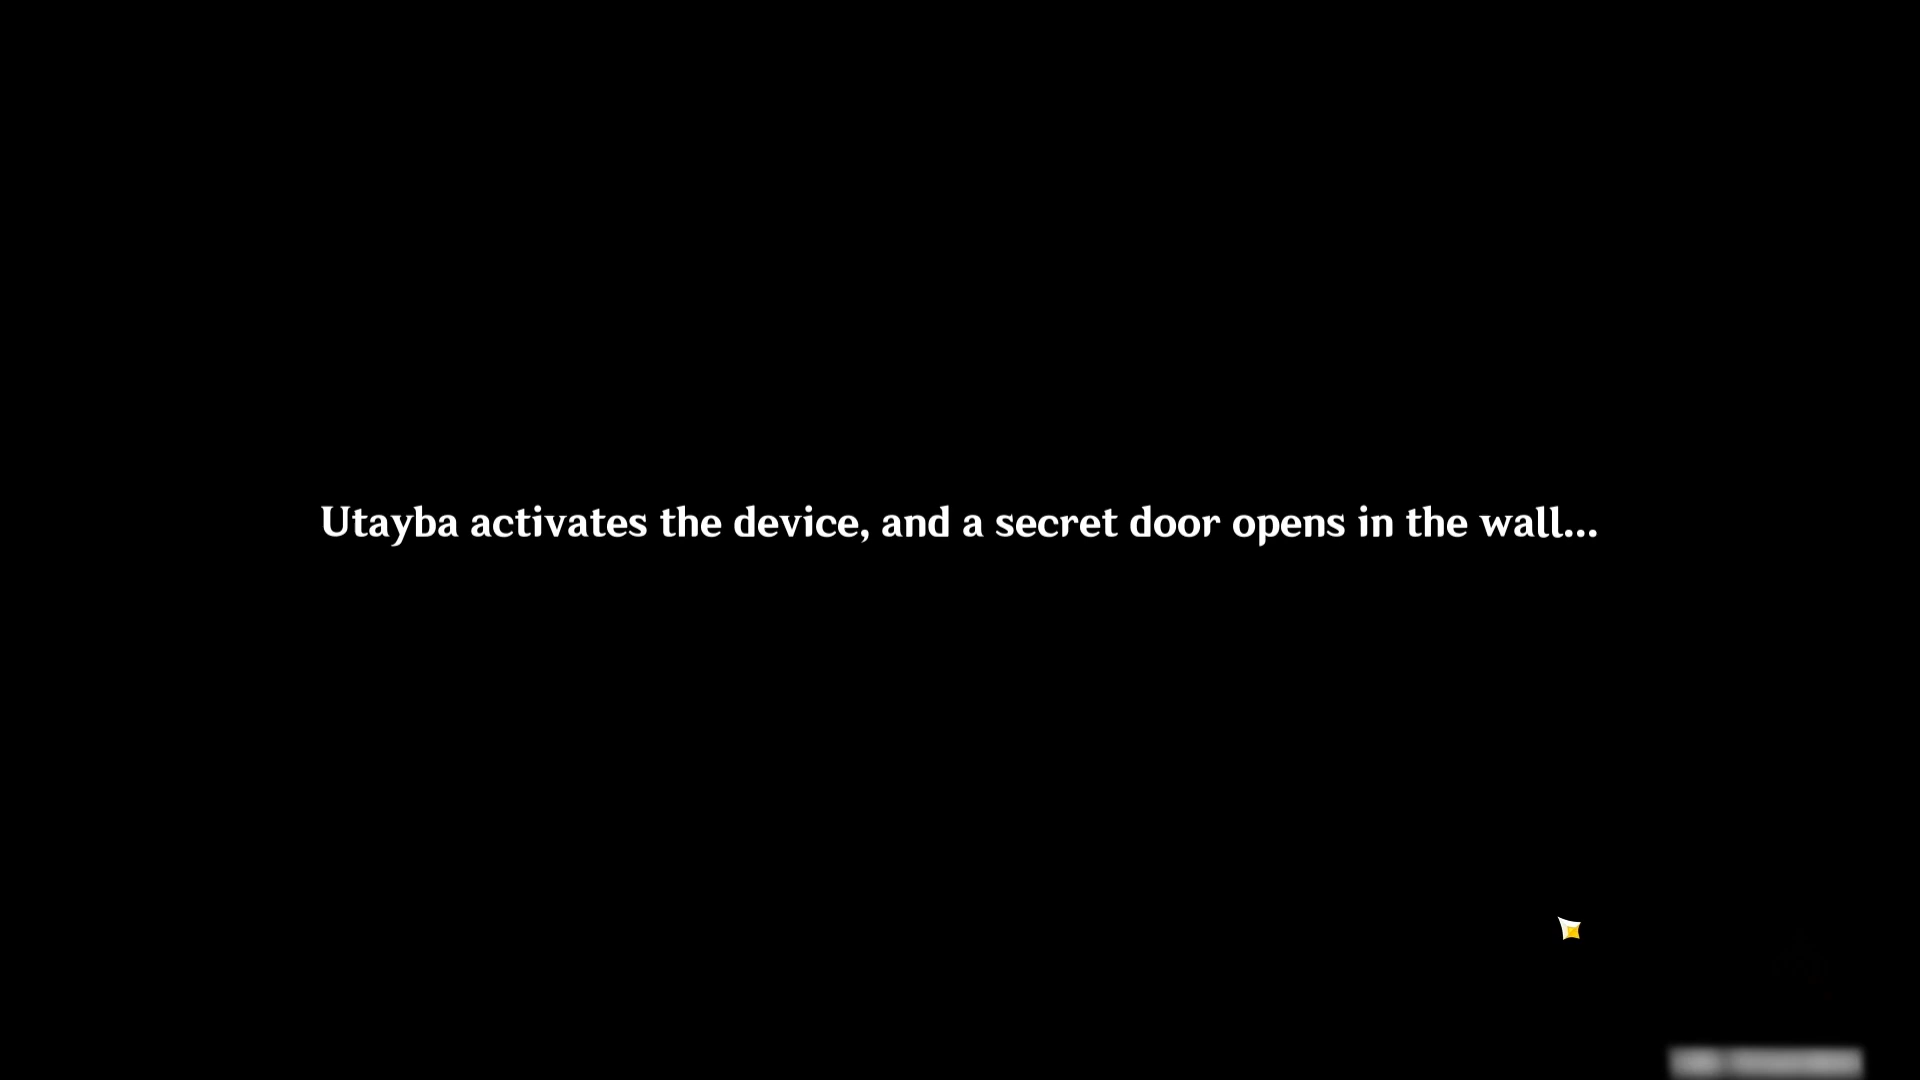 Utayba activates the device, and a secret door opens in the wall...